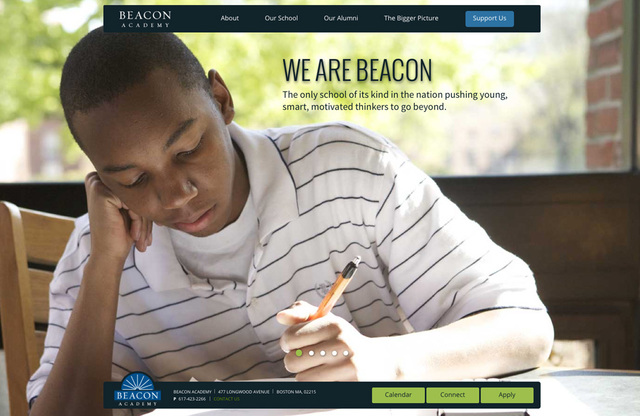 BEACON
ACADEMY
About
Our School
Our Alumni
The Bigger Picture
Support Us
WE ARE BEACON
The only school of its kind in the nation pushing young,
smart, motivated thinkers to go beyond.
BEACON
ACADEMY
BEACON ACADEMY | 477 LONGWOOD AVENUE | BOSTON MA, 02215
P 617-423-2266 | CONTACT US
Calendar
Connect
Apply